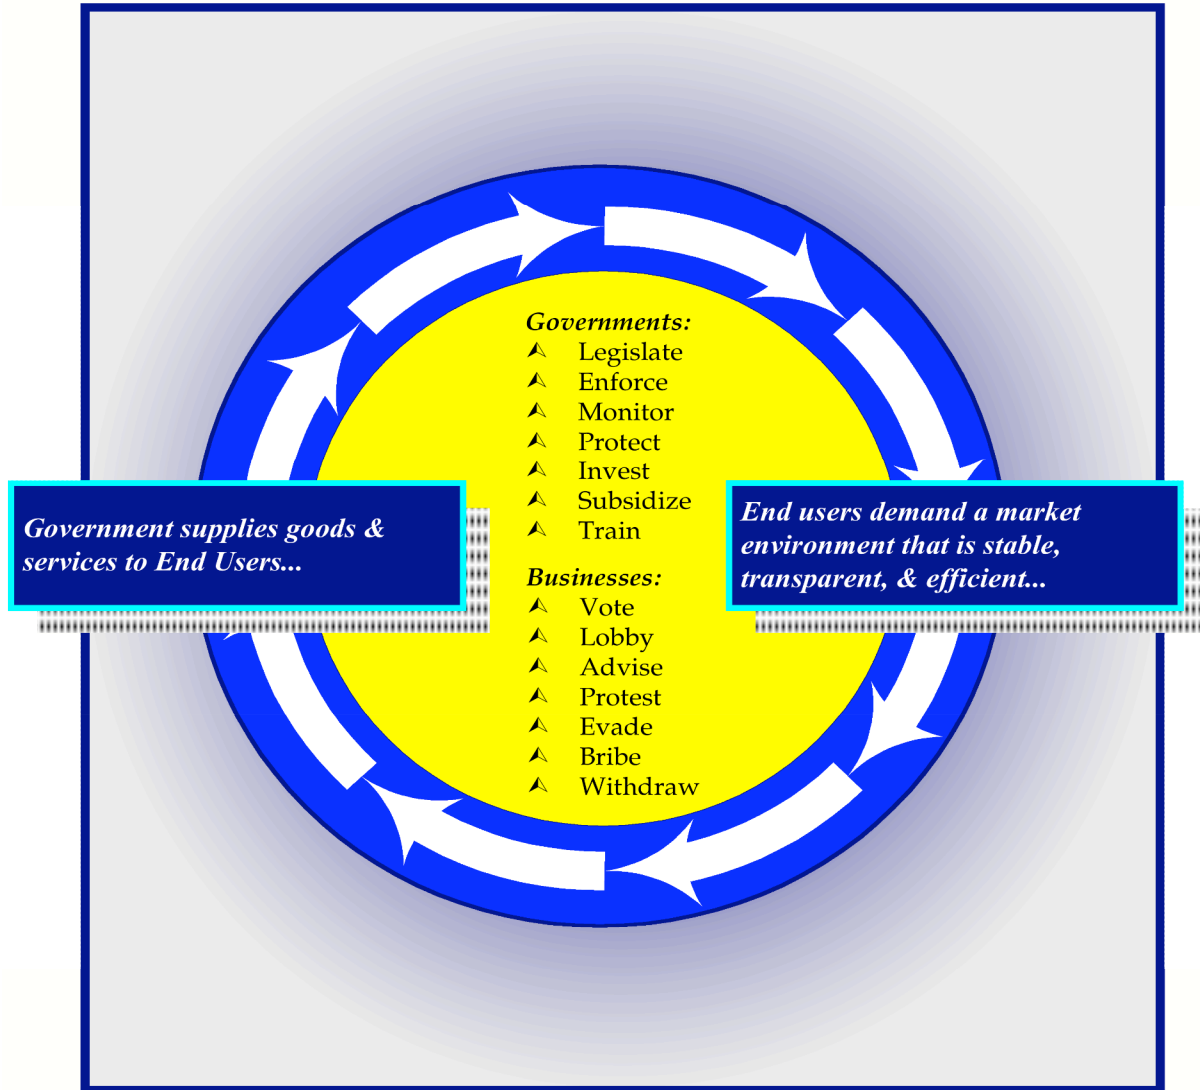 Governments:
Legislate
Enforce
Monitor
Protect
Invest
Subsidize
Train
Businesses:
Vote
Lobby
Advise
Protest
Evade
Bribe
Withdraw
Government supplies goods &
services to End Users...
End users demand a market
environment that is stable,
transparent, & efficient...